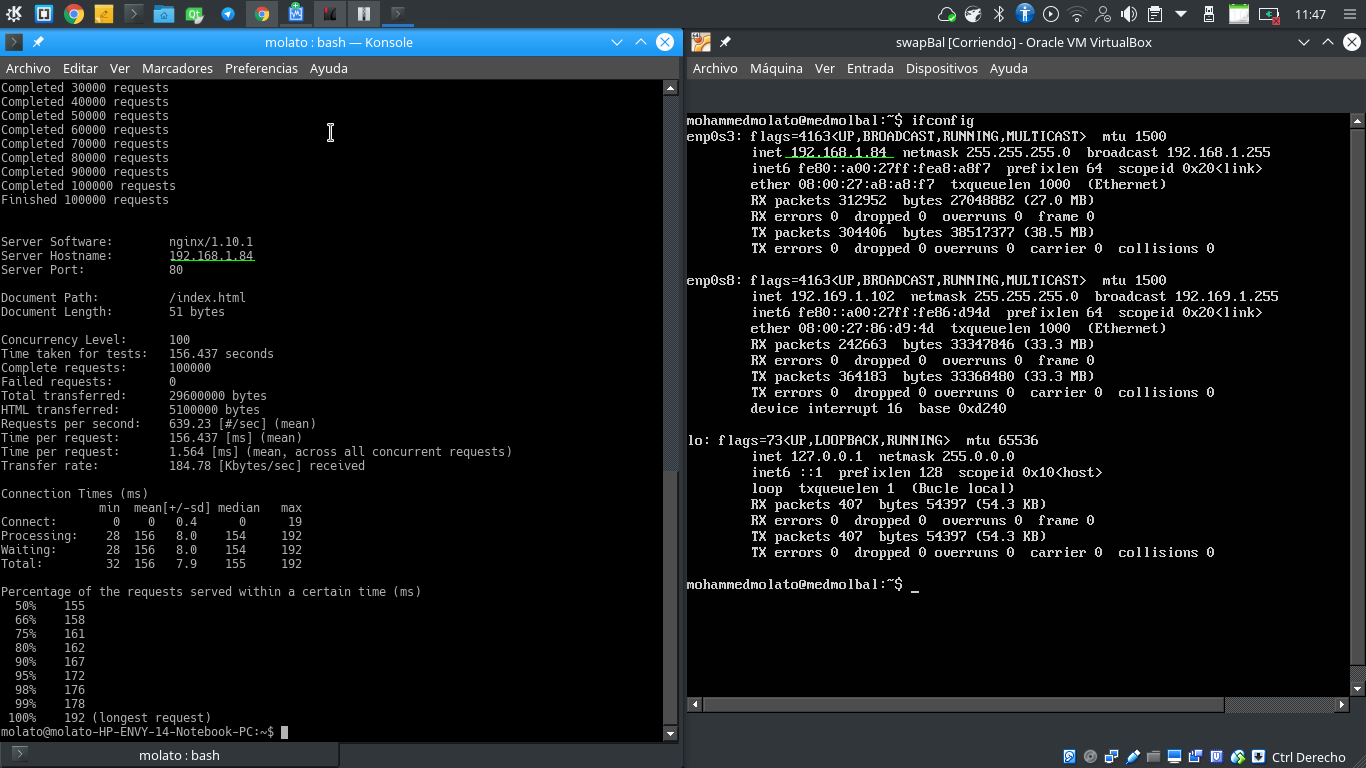 11:47
molato : bash — Konsole
Archivo Editar Ver Marcadores Preferencias Ayuda
Completed 30000 requests
Completed 40000 requests
Completed 50000 requests
Completed 60000 requests
Completed 70000 requests
Completed 80000 requests
Completed 90000 requests
Completed 100000 requests
Finished 100000 requests
Server Software: nginx/1.10.1
Server Hostname: 192.168.1.84
Server Port: 80
Document Path: /index.html
Document Length: 51 bytes
Concurrency Level: 100
Time taken for tests: 156.437 seconds
Complete requests: 100000
Failed requests: 0
Total transferred: 29600000 bytes
HTML transferred: 5100000 bytes
Requests per second: 639.23 [#/sec] (mean)
Time per request: 156.437 [ms] (mean)
Time per request: 1.564 [ms] (mean, across all concurrent requests)
Transfer rate: 184.78 [Kbytes/sec] received
Connection Times (ms)
min mean[+/-sd] median max
Connect: 0 0 0.4 0 19
Processing: 28 156 8.0 154 192
Waiting: 28 156 8.0 154 192
Total: 32 156 7.9 155 192
Percentage of the requests served within a certain time (ms)
50% 155
66% 158
75% 161
80% 162
90% 167
95% 172
98% 176
99% 178
100% 192 (longest request)
molato@molato-HP-ENVY-14-Notebook-PC:~$
molato : bash
swapBal [Corriendo] - Oracle VM VirtualBox
Archivo Máquina Ver Entrada Dispositivos Ayuda
mohammedmolato@medmolbal:~$ ifconfig
enp0s3: flags=4163<UP,BROADCAST,RUNNING,MULTICAST> mtu 1500
inet 192.168.1.84 netmask 255.255.255.0 broadcast 192.168.1.255
inet6 fe80::a00:27ff:fea8:a8f7 prefixlen 64 scopeid 0x20<link>
ether 08:00:27:a8:a8:f7 txqueuelen 1000 (Ethernet)
RX packets 312952 bytes 27048882 (27.0 MB)
RX errors 0 dropped 0 overruns 0 frame 0
TX packets 304406 bytes 38517377 (38.5 MB)
TX errors 0 dropped 0 overruns 0 carrier 0 collisions 0
enp0s8: flags=4163<UP,BROADCAST,RUNNING,MULTICAST> mtu 1500
inet 192.169.1.102 netmask 255.255.255.0 broadcast 192.169.1.255
inet6 fe80::a00:27ff:fe86:d94d prefixlen 64 scopeid 0x20<link>
ether 08:00:27:86:d9:4d txqueuelen 1000 (Ethernet)
RX packets 242663 bytes 33347846 (33.3 MB)
RX errors 0 dropped 0 overruns 0 frame 0
TX packets 364183 bytes 33368480 (33.3 MB)
TX errors 0 dropped 0 overruns 0 carrier 0 collisions 0
device interrupt 16 base 0xd240
lo: flags=73<UP,LOOPBACK,RUNNING> mtu 65536
inet 127.0.0.1 netmask 255.0.0.0
inet6 ::1 prefixlen 128 scopeid 0x10<host>
loop txqueuelen 1 (Bucle local)
RX packets 407 bytes 54397 (54.3 KB)
RX errors 0 dropped 0 overruns 0 frame 0
TX packets 407 bytes 54397 (54.3 KB)
TX errors 0 dropped 0 overruns 0 carrier 0 collisions 0
mohammedmolato@medmolbal:~$ _
Ctrl Derecho